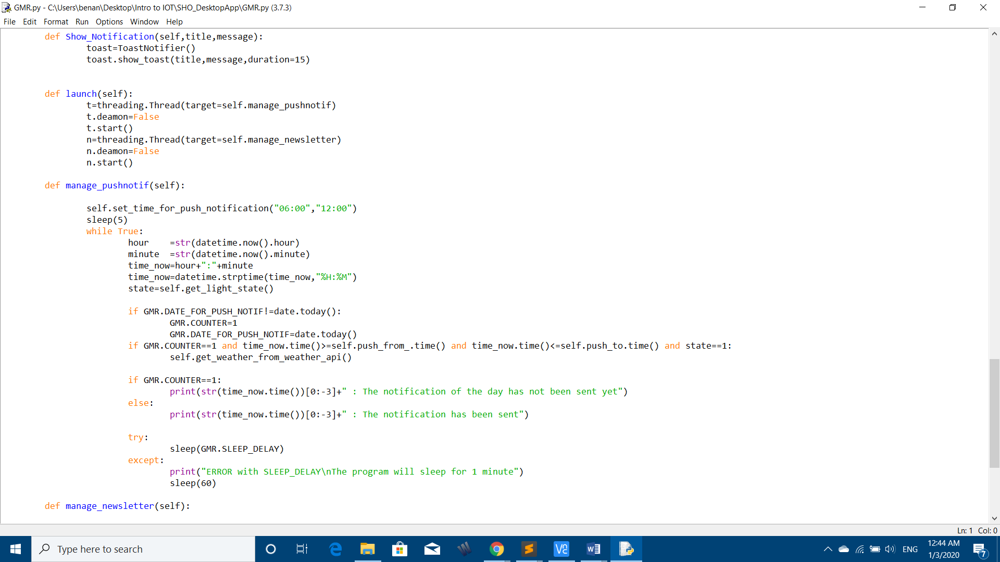 GMR.py - C:\Users\benan\Desktop\Intro to IOT\SHO_DesktopApp\GMR.py (3.7.3)
File Edit Format Run Options Window Help
def Show_Notification(self,title,message):
toast=ToastNotifier()
toast.show_toast(title,message,duration=15)
def launch(self):
t=threading.Thread(target=self.manage_pushnotif)
t.deamon=False
t.start()
n=threading.Thread(target=self.manage_newsletter)
n.deamon=False
n.start()
def manage_pushnotif(self):
self.set_time_for_push_notification("06:00","12:00")
sleep(5)
while True:
hour    =str(datetime.now().hour)
minute  =str(datetime.now().minute)
time_now=hour+":"+minute
time_now=datetime.strptime(time_now,"%H:%M")
state=self.get_light_state()
if GMR.DATE_FOR_PUSH_NOTIF!=date.today():
GMR.COUNTER=1
GMR.DATE_FOR_PUSH_NOTIF=date.today()
if GMR.COUNTER==1 and time_now.time()>=self.push_from_.time() and time_now.time()<=self.push_to.time() and state==1:
self.get_weather_from_weather_api()
if GMR.COUNTER==1:
print(str(time_now.time())[0:-3]+" : The notification of the day has not been sent yet")
else:
print(str(time_now.time())[0:-3]+" : The notification has been sent")
try:
sleep(GMR.SLEEP_DELAY)
except:
print("ERROR with SLEEP_DELAY\nThe program will sleep for 1 minute")
sleep(60)
def manage_newsletter(self):
Ln: 1 Col: 0
Type here to search
ENG
12:44 AM
1/3/2020
7